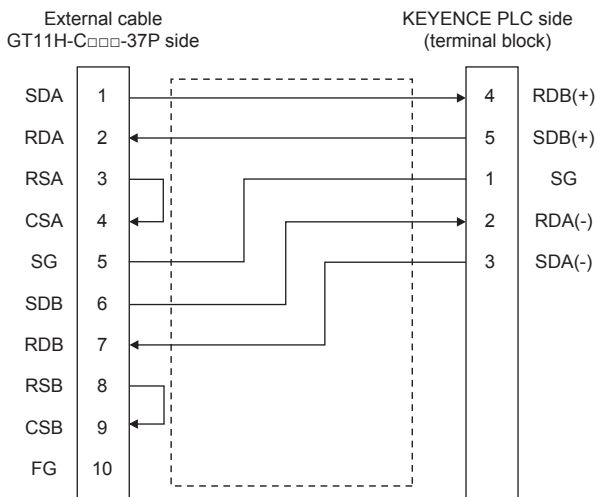 External cable
GT11H-C□□□-37P side
KEYENCE PLC side
(terminal block)
SDA 1 4 RDB(+)
RDA 2 5 SDB(+)
RSA 3 1 SG
CSA 4 2 RDA(-)
SG 5 3 SDA(-)
SDB 6
RDB 7
RSB 8
CSB 9
FG 10